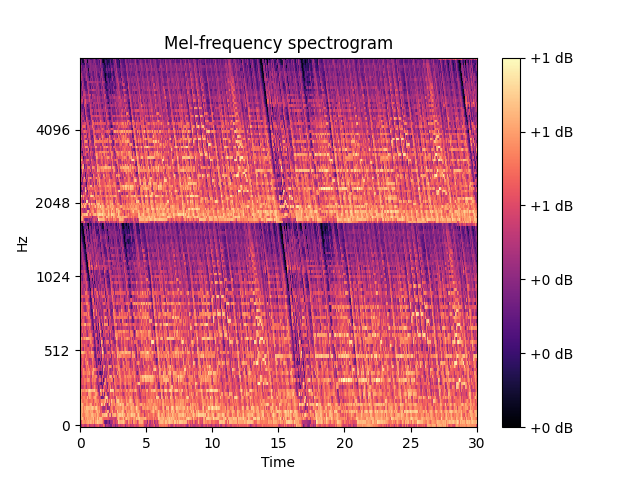 Mel-frequency spectrogram
Hz
4096
2048
1024
512
0
0 5 10 15 20 25 30
Time
+1 dB
+1 dB
+1 dB
+0 dB
+0 dB
+0 dB